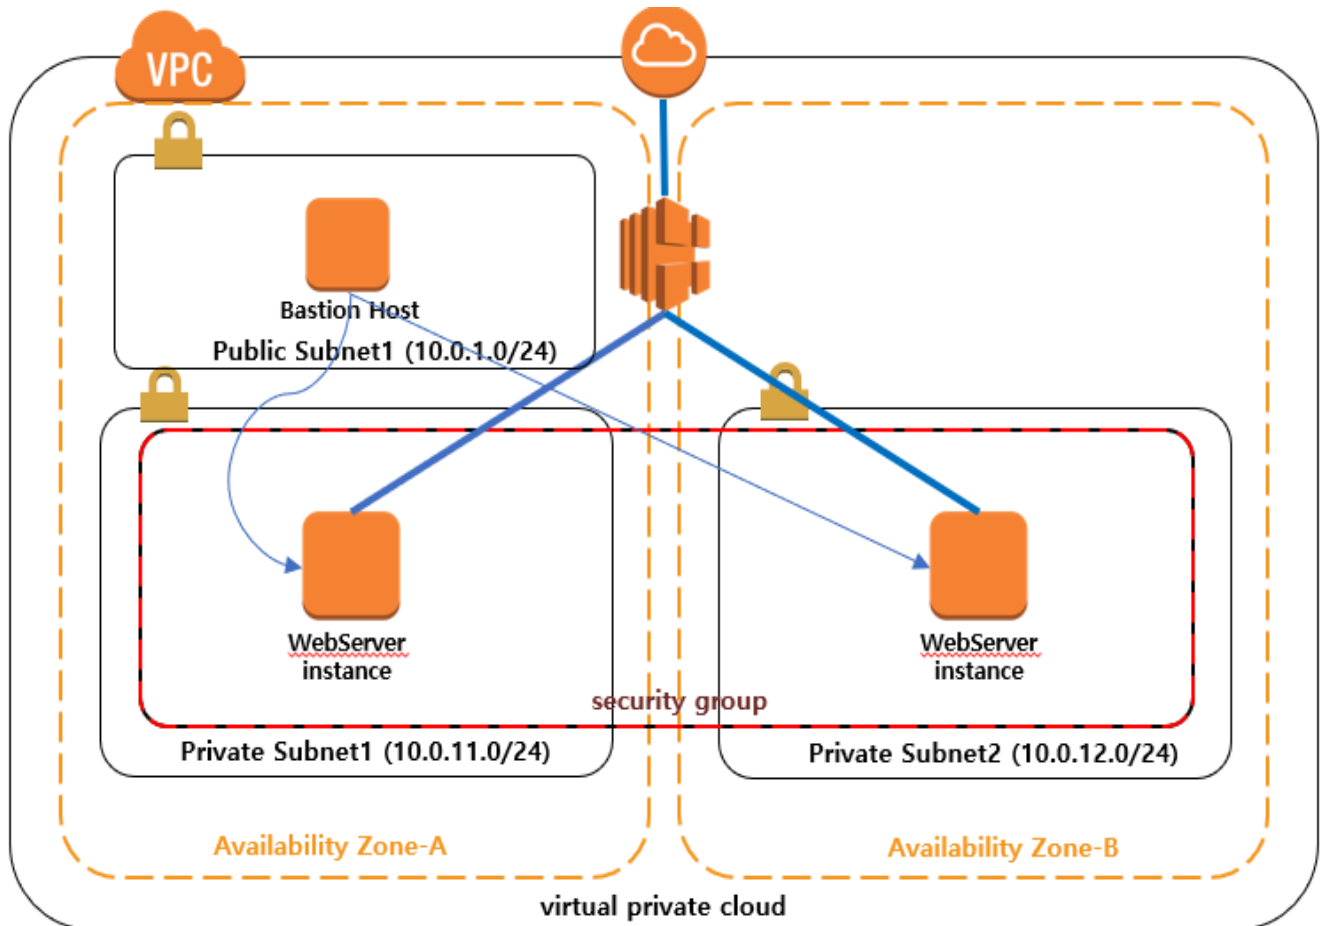 VPC
Bastion Host
Public Subnet1 (10.0.1.0/24)
WebServer
instance
WebServer
instance
security group
Private Subnet1 (10.0.11.0/24)
Private Subnet2 (10.0.12.0/24)
Availability Zone-A
Availability Zone-B
virtual private cloud